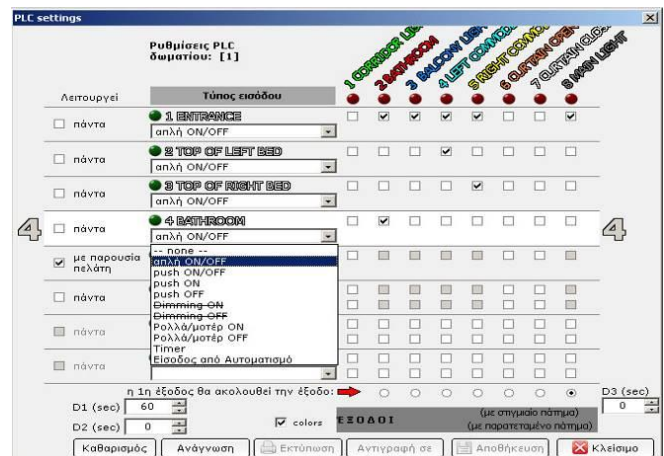 PLC settings
Ρυθμίσεις PLC
δωματίου: [1]
1 CORRIDOR LIGHT
2 BATHROOM
3 BALCONY LIGHT
4 LEFT COMMODE
5 RIGHT COMMODE
6 CURTAIN OPEN
7 CURTAIN CLOSE
8 MAIN LIGHT
Λειτουργεί
Τύπος εισόδου
πάντα
1 ENTRANCE
απλή ON/OFF
πάντα
2 TOP OF LEFT BED
απλή ON/OFF
πάντα
3 TOP OF RIGHT BED
απλή ON/OFF
4
πάντα
4 BATHROOM
απλή ON/OFF
4
με παρουσία
πελάτη
-- none --
απλή ON/OFF
push ON/OFF
push ON
push OFF
Dimming ON
Dimming OFF
Ρολλά/μοτέρ ON
Ρολλά/μοτέρ OFF
Timer
Είσοδος από Αυτοματισμό
πάντα
πάντα
πάντα
η 1η έξοδος θα ακολουθεί την έξοδο:
D1 (sec) 60
D2 (sec) 0
colors
ΕΞΟΔΟΙ
(με στιγμιαίο πάτημα)
(με παρατεταμένο πάτημα)
D3 (sec)
0
Καθαρισμός
Ανάγνωση
Εκτύπωση
Αντιγραφή σε
Αποθήκευση
Κλείσιμο